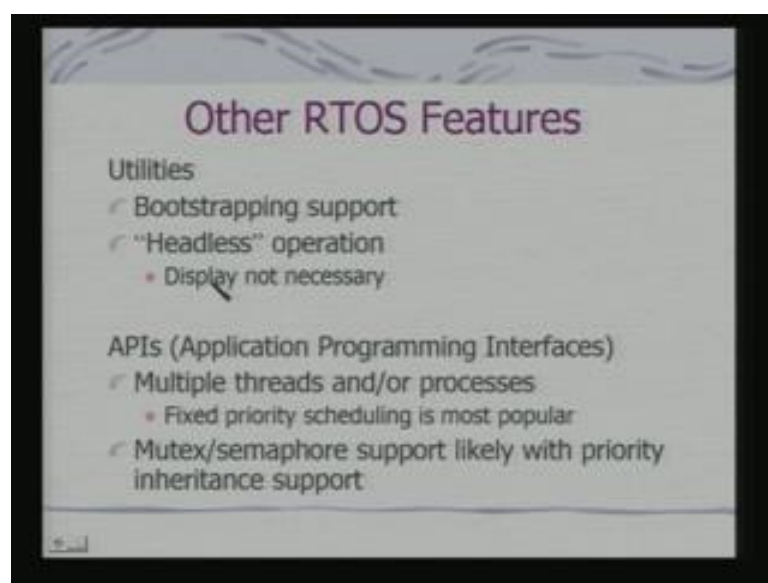 Other RTOS Features
Utilities
Bootstrapping support
“Headless” operation
Display not necessary
APIs (Application Programming Interfaces)
Multiple threads and/or processes
Fixed priority scheduling is most popular
Mutex/semaphore support likely with priority
inheritance support